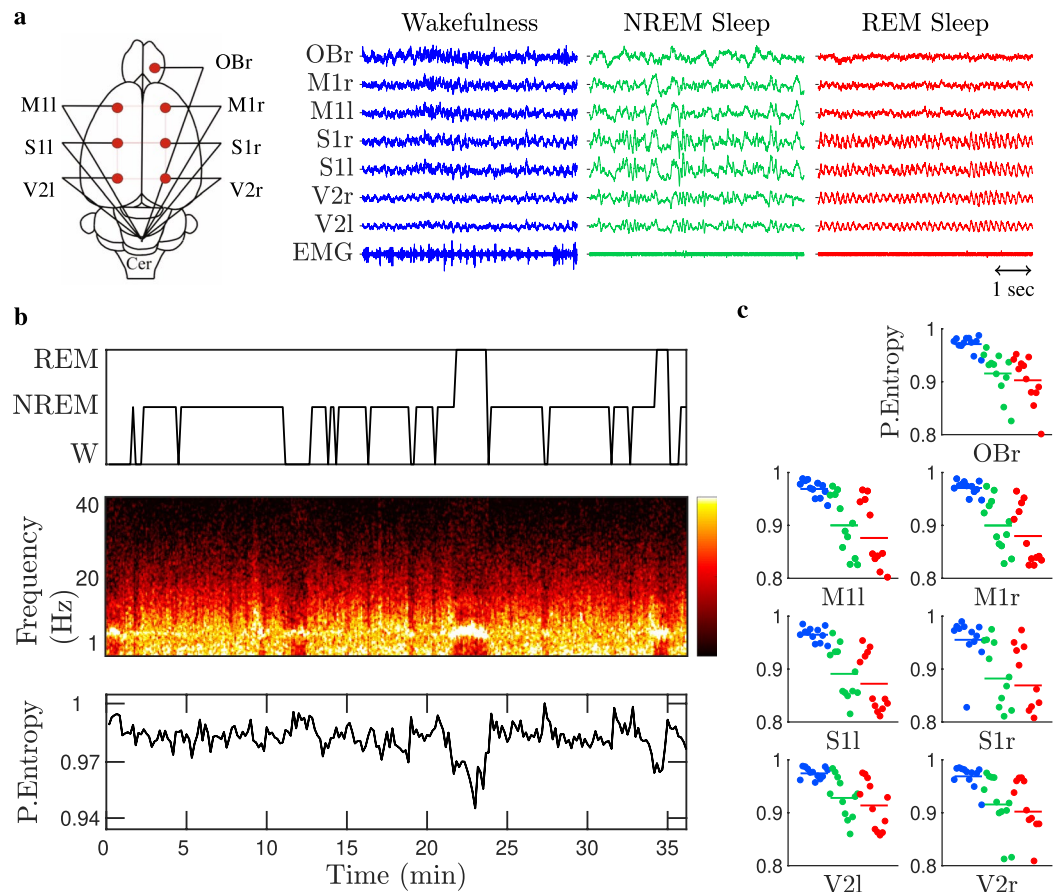 a
Wakefulness NREM Sleep REM Sleep
OBr
M1l M1r
S1l S1r
V2l V2r
Cer
OBr
M1r
M1l
S1r
S1l
V2r
V2l
EMG
1 sec
b
REM
NREM
W
40
20
1
Frequency
(Hz)
1
0.97
0.94
P.Entropy
0 5 10 15 20 25 30 35
Time (min)
c
P.Entropy
1
0.9
0.8
OBr
1
0.9
0.8
M1l
1
0.9
0.8
M1r
1
0.9
0.8
S1l
1
0.9
0.8
S1r
1
0.9
0.8
V2l
1
0.9
0.8
V2r